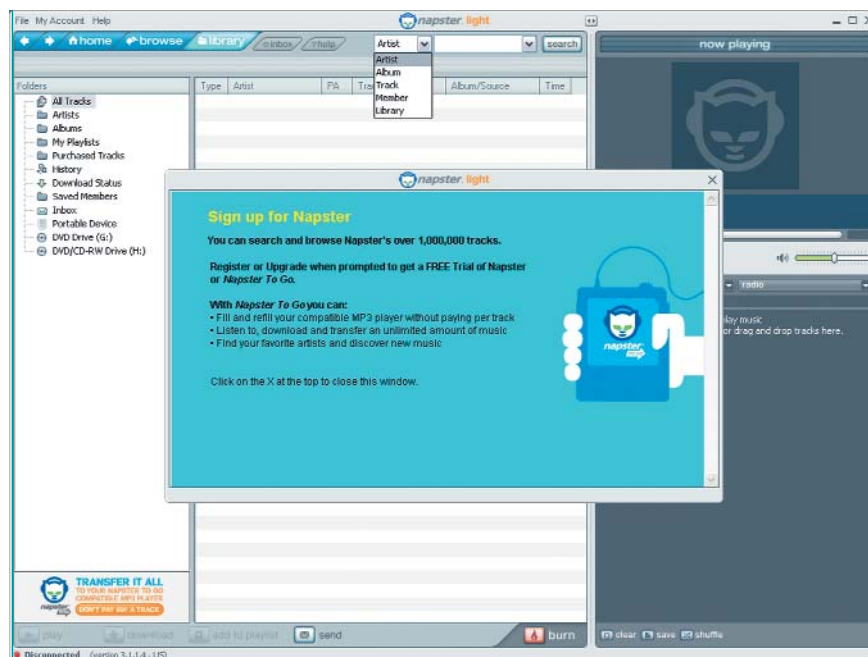 File My Account Help
napster. light
home browse library inbox help
Artist search
now playing
Artist
Album
Track
Member
Library
Folders
Type Artist PA Album/Source Time
All Tracks
Artists
Albums
My Playlists
Purchased Tracks
History
Download Status
Saved Members
Inbox
Portable Device
DVD Drive (G:)
DVD/CD-RW Drive (H:)
napster. light
Sign up for Napster
You can search and browse Napster's over 1,000,000 tracks.
Register or Upgrade when prompted to get a FREE Trial of Napster
or Napster To Go.
With Napster To Go you can:
• Fill and refill your compatible MP3 player without paying per track
• Listen to, download and transfer an unlimited amount of music
• Find your favorite artists and discover new music
Click on the X at the top to close this window.
napster
radio
music
or drag and drop tracks here.
TRANSFER IT ALL
TO YOUR NAPSTER TO GO
COMPATIBLE MP3 PLAYER
DON'T PAY BUY A TRACK
napster
play download add to playlist send burn
clear save shuffle
Disconnected (version 3.1.1.4 - US)